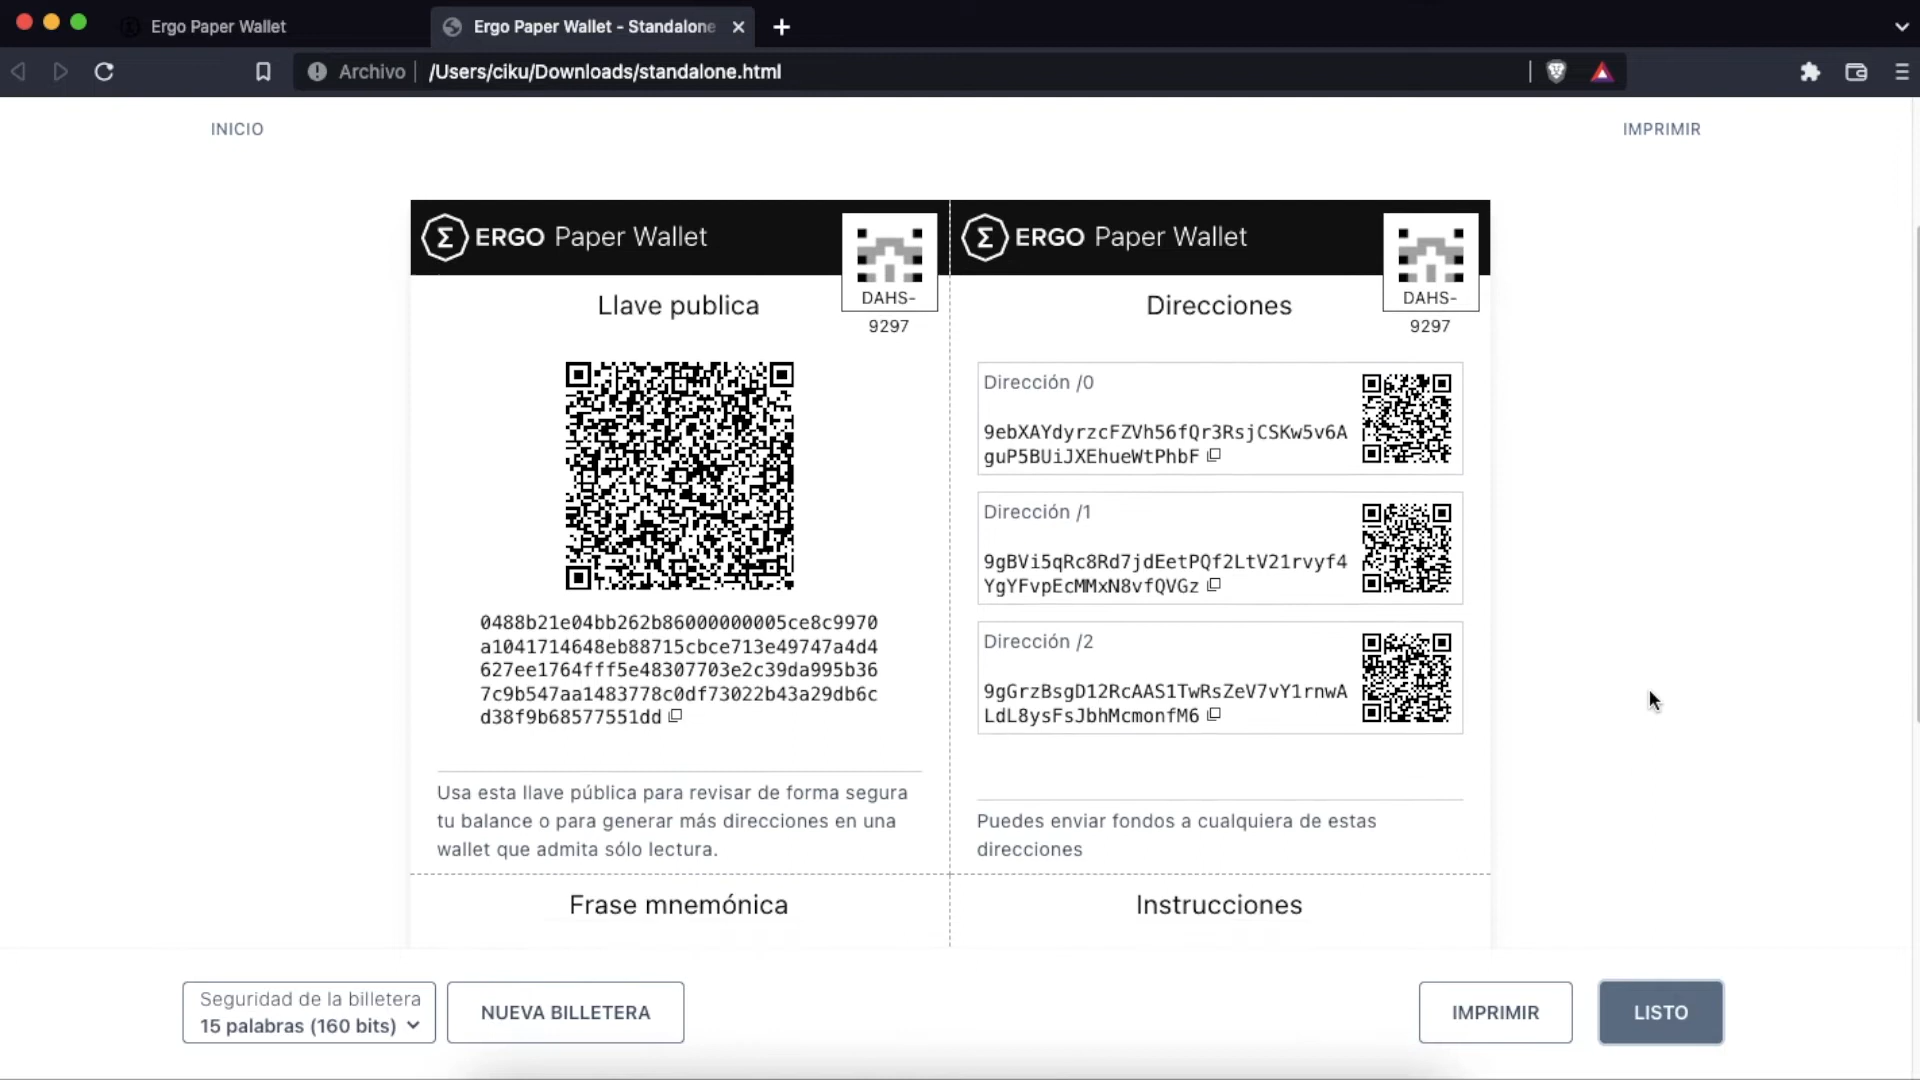 Ergo Paper Wallet
Ergo Paper Wallet - Standalone
Archivo
/Users/ciku/Downloads/standalone.html
INICIO
IMPRIMIR
ERGO Paper Wallet
DAHS-
9297
Llave publica
0488b21e04bb262b86000000005ce8c9970
a1041714648eb88715cbce713e49747a4d4
627ee1764fff5e48307703e2c39da995b36
7c9b547aa1483778c0df73022b43a29db6c
d38f9b68577551dd
Usa esta llave pública para revisar de forma segura
tu balance o para generar más direcciones en una
wallet que admita sólo lectura.
ERGO Paper Wallet
DAHS-
9297
Direcciones
Dirección /0
9ebXAYdyrzcFZVh56fQr3RsjCSKw5v6A
guP5BUiJXEhueWtPhbF
Dirección /1
9gBVi5qRc8Rd7jdEetPQf2LtV21rvyf4
YgYFvpEcMMxN8vfQVGz
Dirección /2
9gGrzBsgD12RcAAS1TwRsZeV7vY1rnwA
LdL8ysFsJbhMcmonfM6
Puedes enviar fondos a cualquiera de estas
direcciones
Frase mnemónica
Instrucciones
Seguridad de la billetera
15 palabras (160 bits)
NUEVA BILLETERA
IMPRIMIR
LISTO